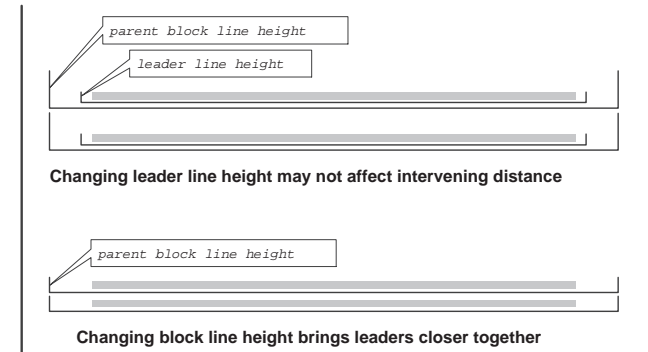 parent block line height
leader line height
Changing leader line height may not affect intervening distance
parent block line height
Changing block line height brings leaders closer together